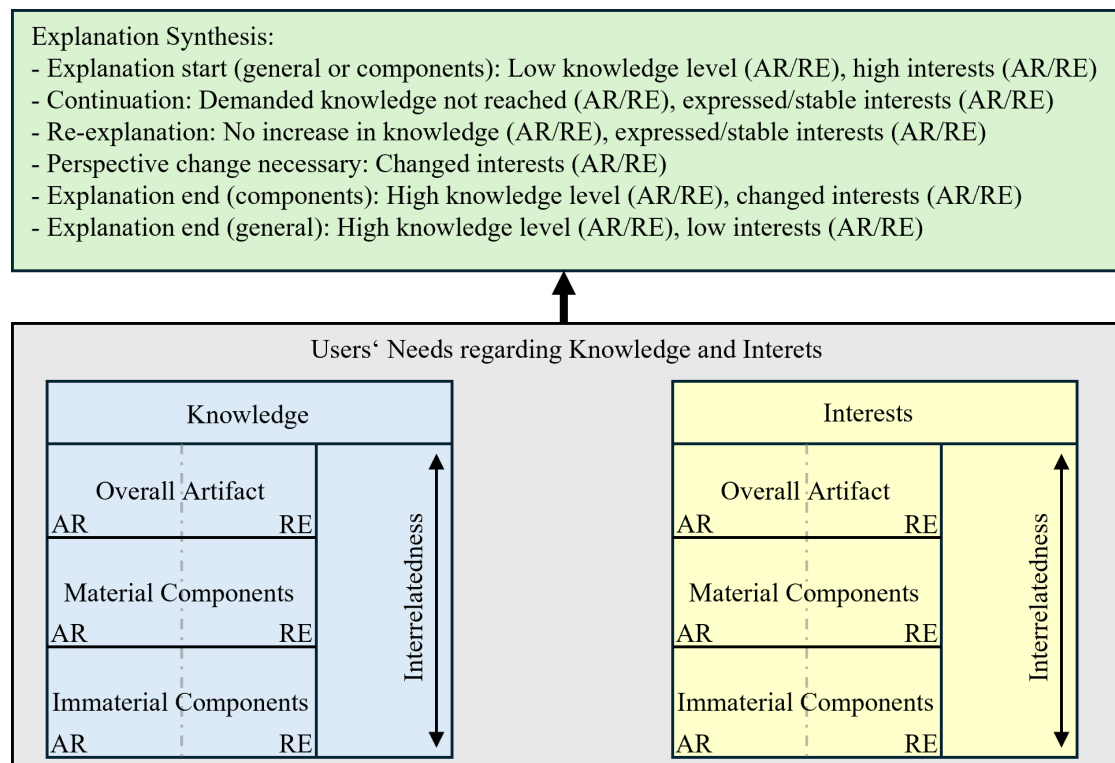 Explanation Synthesis:
- Explanation start (general or components): Low knowledge level (AR/RE), high interests (AR/RE)
- Continuation: Demanded knowledge not reached (AR/RE), expressed/stable interests (AR/RE)
- Re-explanation: No increase in knowledge (AR/RE), expressed/stable interests (AR/RE)
- Perspective change necessary: Changed interests (AR/RE)
- Explanation end (components): High knowledge level (AR/RE), changed interests (AR/RE)
- Explanation end (general): High knowledge level (AR/RE), low interests (AR/RE)
Users‘ Needs regarding Knowledge and Interets
Knowledge
Overall Artifact
AR RE
Material Components
AR RE
Immaterial Components
AR RE
Interrelatedness
Interests
Overall Artifact
AR RE
Material Components
AR RE
Immaterial Components
AR RE
Interrelatedness